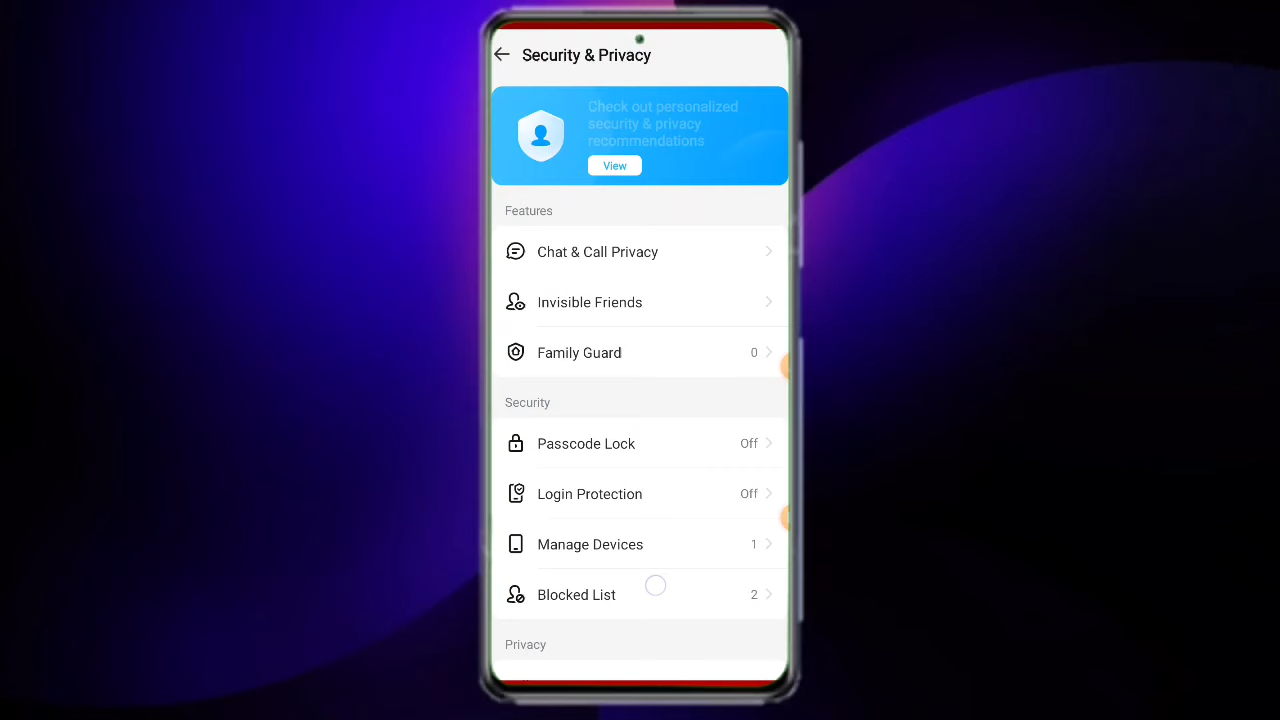 Security & Privacy
Check out personalized
security & privacy
recommendations
View
Features
Chat & Call Privacy
Invisible Friends
Family Guard 0
Security
Passcode Lock Off
Login Protection Off
Manage Devices 1
Blocked List 2
Privacy